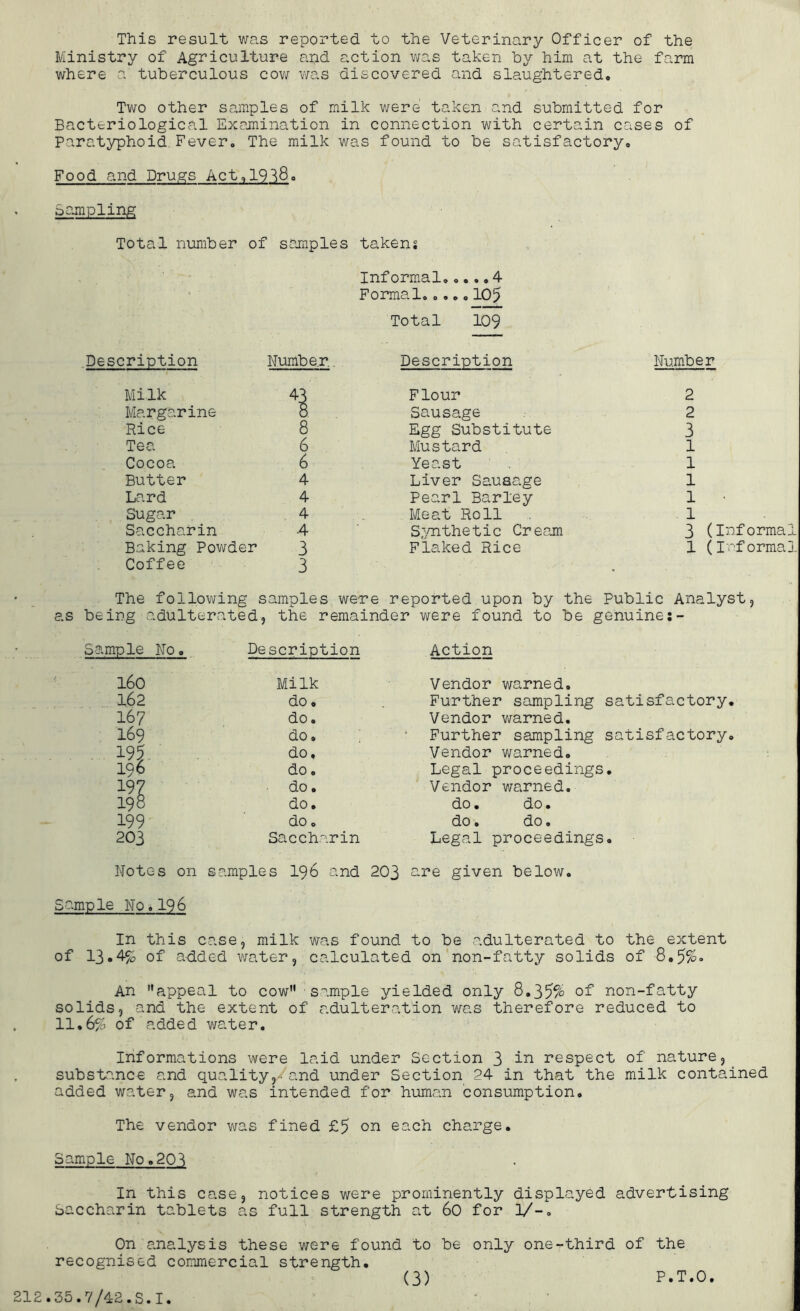 This result was reported to the Veterinary Officer of the
Ministry of Agriculture and action was taken by him at the farm
where a tuberculous cow was discovered and slaughtered.
Two other samples of milk were taken and submitted for
Bacteriological Examination in connection with certain cases of
Paratyphoid Fever. The milk was found to be satisfactory.
Food and Drugs Act,1938.
Sampling
Total number of samples taken:
Informal.....4
Formal.....105
Total 109
Description Number Description Number
Milk 43 Flour 2
Margarine 8 Sausage 2
Rice 8 Egg Substitute 3
Tea 6 Mustard 1
Cocoa 6 Yeast 1
Butter 4 Liver Sausage 1
Lard 4 Pearl Barley 1
Sugar 4 Meat Roll 1
Saccharin 4 Synthetic Cream 3 (Informal
Baking Powder 3 Flaked Rice 1 (Informal
Coffee 3
The following samples were reported upon by the Public Analyst,
as being adulterated, the remainder were found to be genuine:-
Sample No. Description Action
160 Milk Vendor warned.
162 do. Further sampling satisfactory.
167 do. Vendor warned.
169 do. Further sampling satisfactory.
195 do. Vendor warned.
196 do. Legal proceedings.
197 do. Vendor warned.
198 do. do. do.
199 do. do. do.
203 Saccharin Legal proceedings.
Notes on samples 196 and 203 are given below.
Sample No.196
In this case, milk was found to be adulterated to the extent
of 13.4% of added water, calculated on non-fatty solids of 8.5%.
An "appeal to cow" sample yielded only 8.35% of non-fatty
solids, and the extent of adulteration was therefore reduced to
11.6% of added water.
Informations were laid under Section 3 in respect of nature,
substance and quality, and under Section 24 in that the milk contained
added water, and was intended for human consumption.
The vendor was fined £5 on each charge.
Sample No.203
In this case, notices were prominently displayed advertising
Saccharin tablets as full strength at 60 for 1/-.
On analysis these were found to be only one-third of the
recognised commercial strength.
(3) P.T.O.
212.35.7/42.S.I.